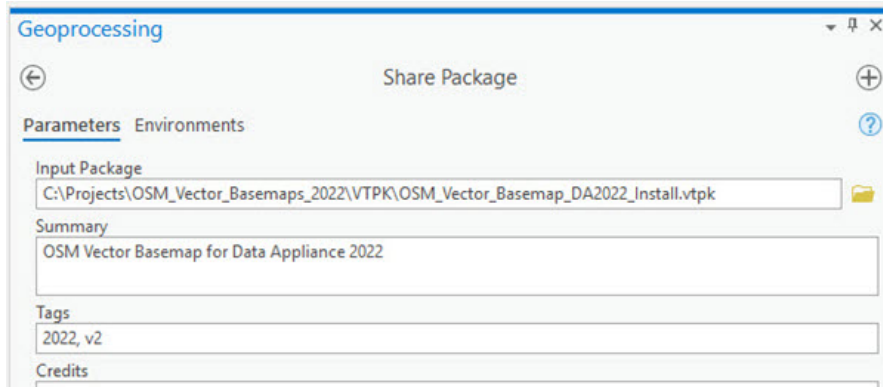 Geoprocessing
Share Package
Parameters Environments
Input Package
C:\Projects\OSM_Vector_Basemaps_2022\VTPK\OSM_Vector_Basemap_DA2022_Install.vtpk
Summary
OSM Vector Basemap for Data Appliance 2022
Tags
2022, v2
Credits